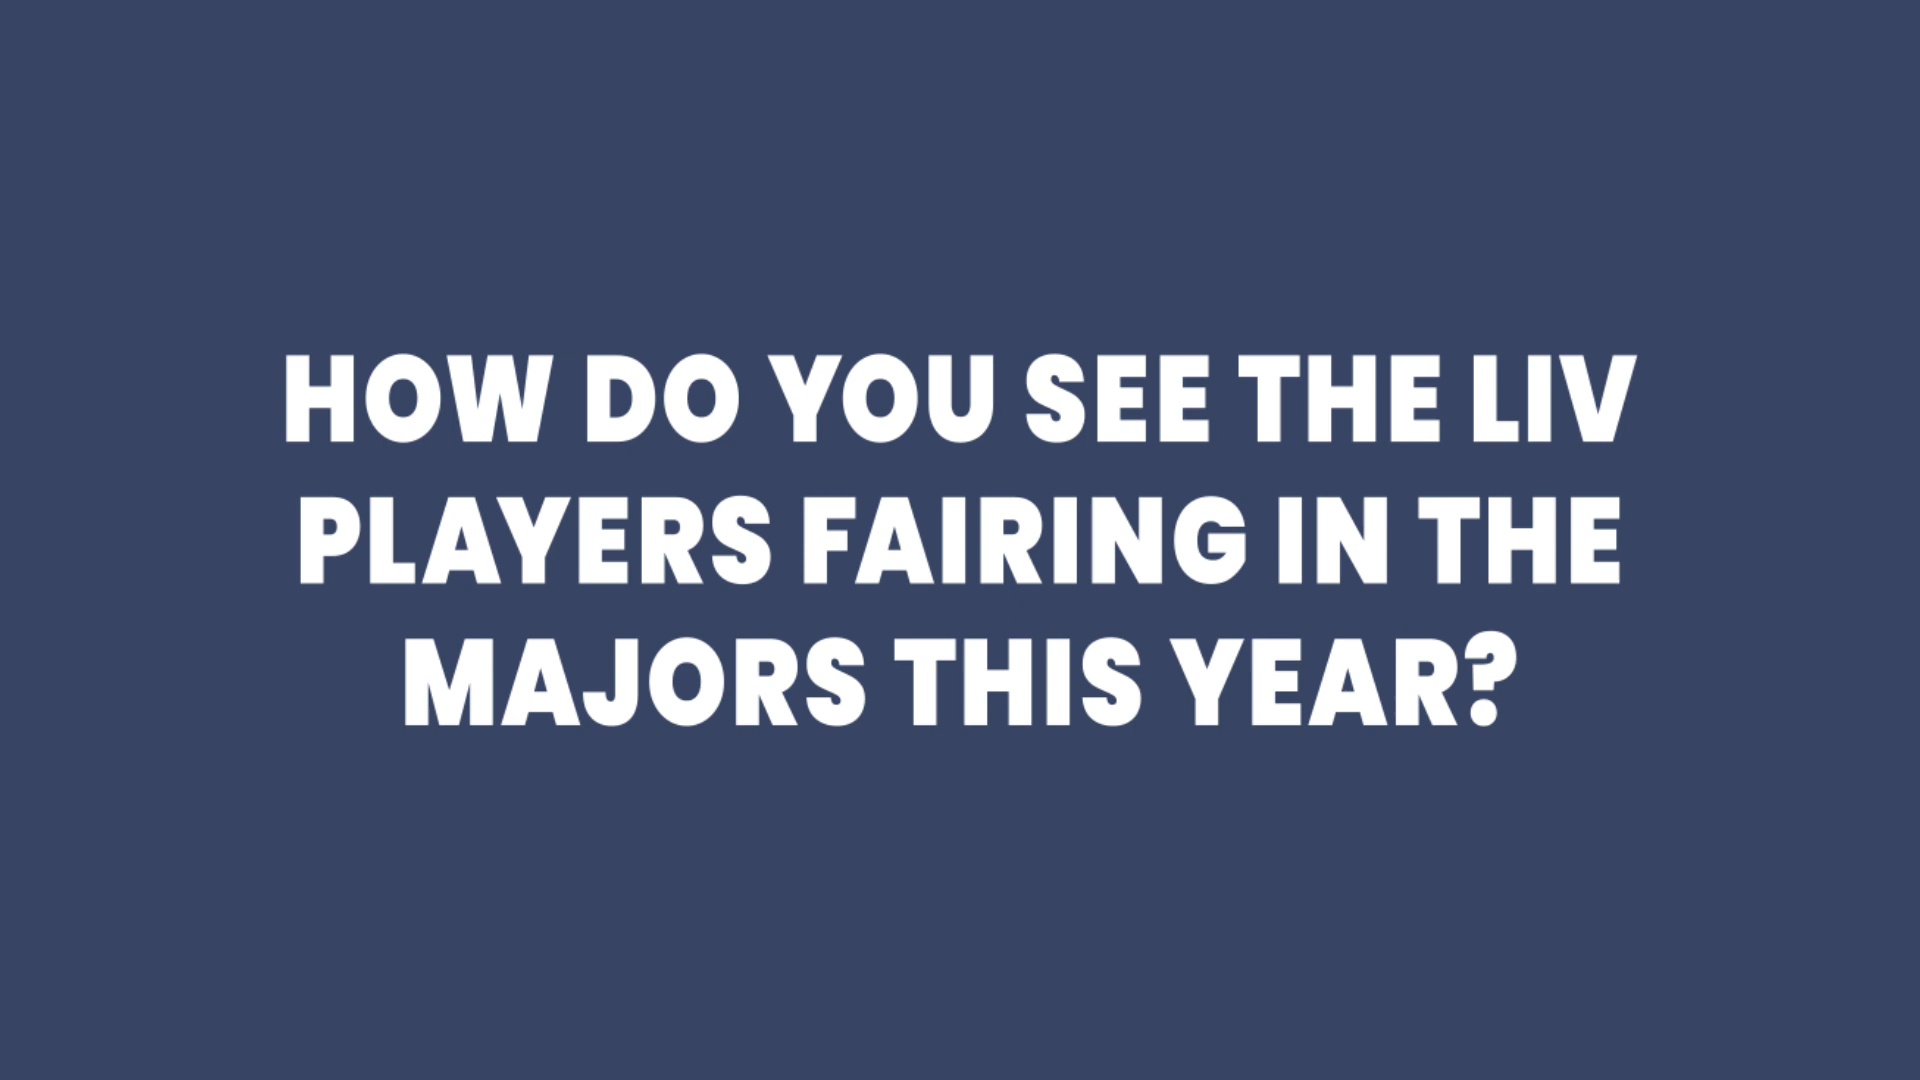 HOW DO YOU SEE THE LIV
PLAYERS FAIRING IN THE
MAJORS THIS YEAR?